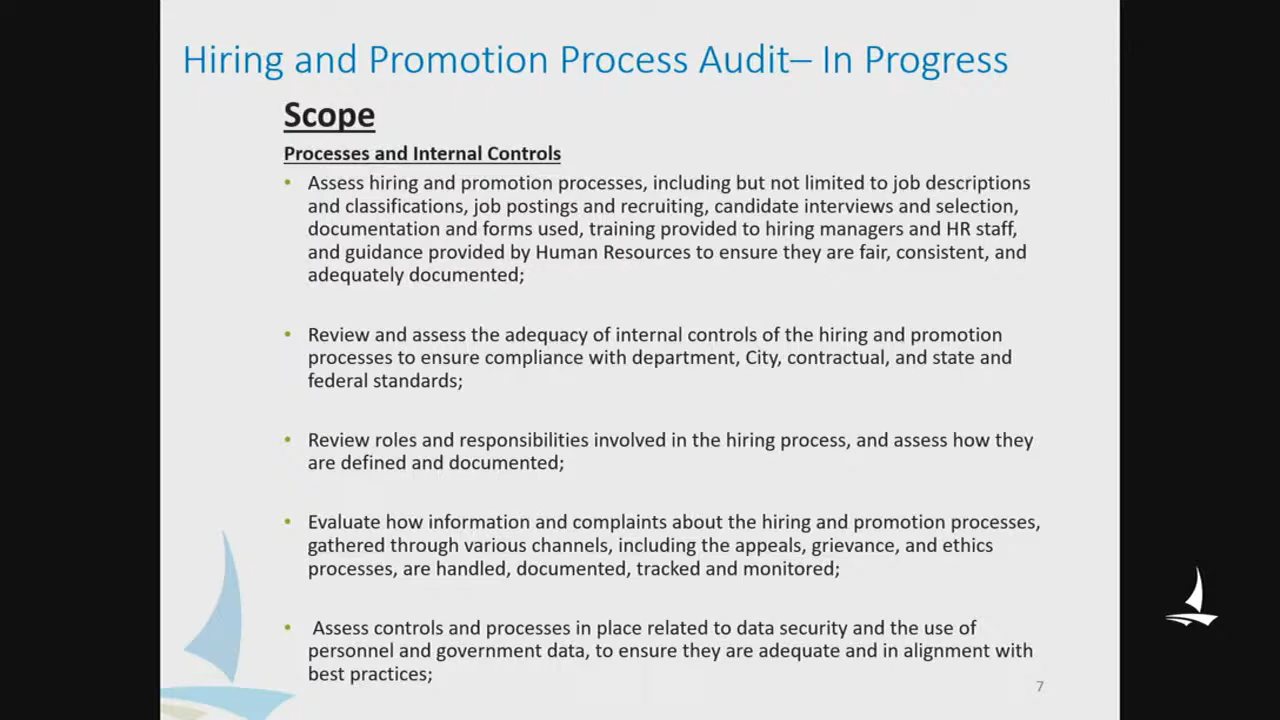 Hiring and Promotion Process Audit– In Progress
Scope
Processes and Internal Controls
• Assess hiring and promotion processes, including but not limited to job descriptions
and classifications, job postings and recruiting, candidate interviews and selection,
documentation and forms used, training provided to hiring managers and HR staff,
and guidance provided by Human Resources to ensure they are fair, consistent, and
adequately documented;
• Review and assess the adequacy of internal controls of the hiring and promotion
processes to ensure compliance with department, City, contractual, and state and
federal standards;
• Review roles and responsibilities involved in the hiring process, and assess how they
are defined and documented;
• Evaluate how information and complaints about the hiring and promotion processes,
gathered through various channels, including the appeals, grievance, and ethics
processes, are handled, documented, tracked and monitored;
• Assess controls and processes in place related to data security and the use of
personnel and government data, to ensure they are adequate and in alignment with
best practices;
7